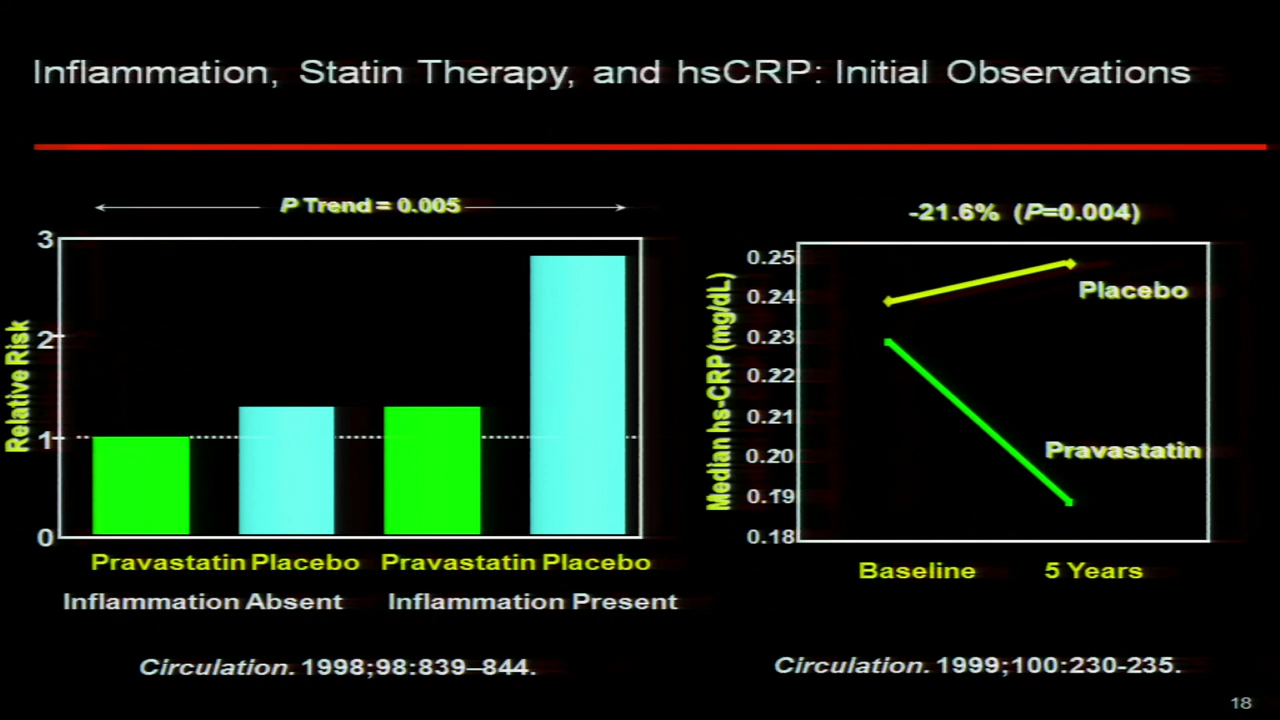 Inflammation, Statin Therapy, and hsCRP: Initial Observations
P Trend = 0.005
3
2
1
0
Relative Risk
Pravastatin Placebo Pravastatin Placebo
Inflammation Absent Inflammation Present
Circulation. 1998;98:839–844.
-21.6% (P=0.004)
0.25
0.24
0.23
0.22
0.21
0.20
0.19
0.18
Median hs-CRP (mg/dL)
Placebo
Pravastatin
Baseline 5 Years
Circulation. 1999;100:230-235.
18